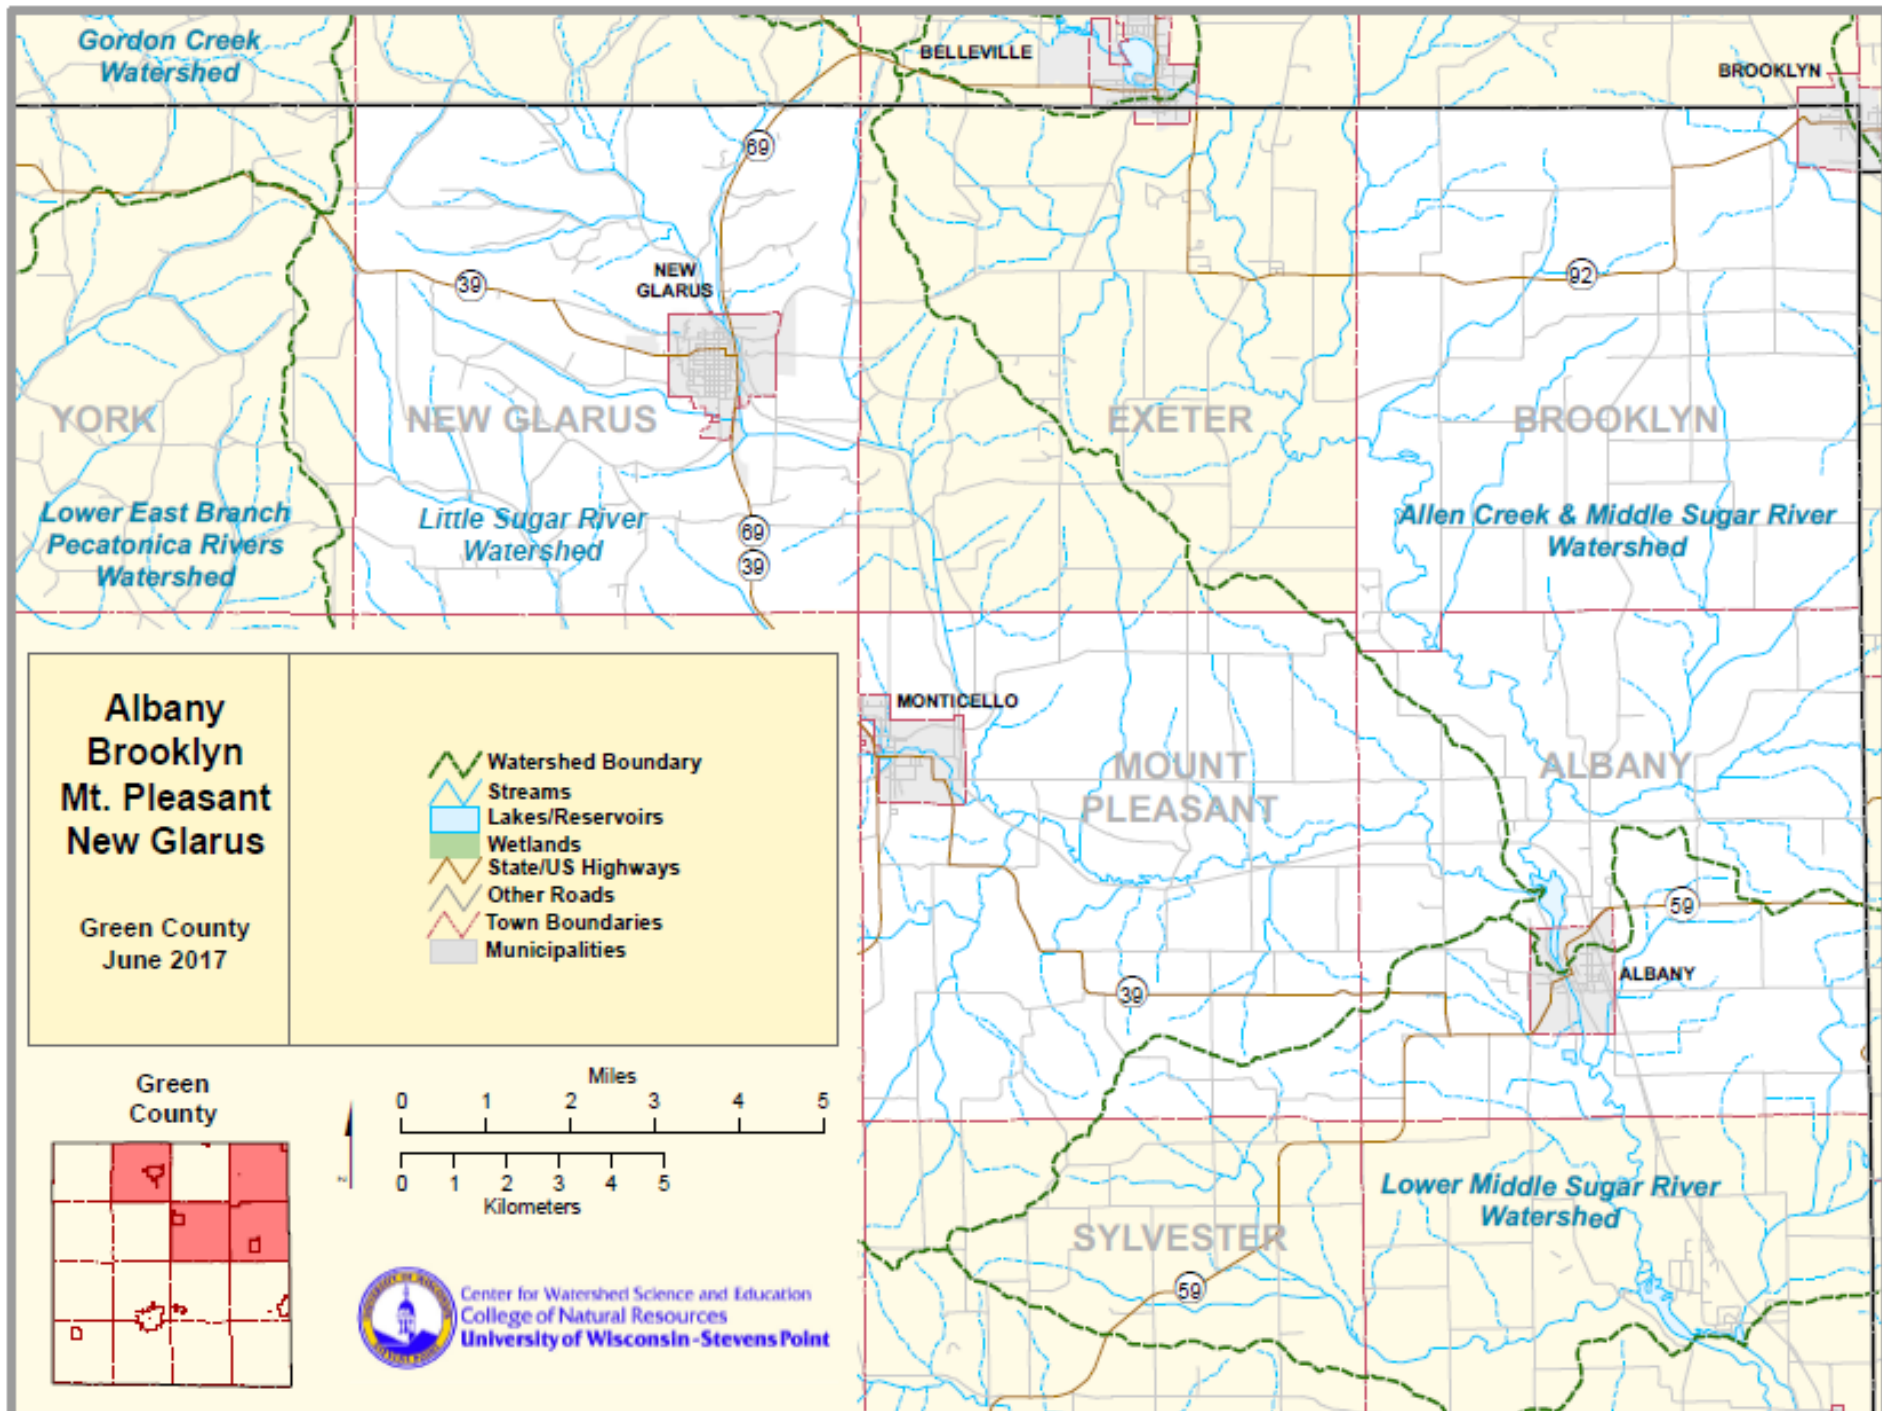 Gordon Creek
Watershed
BELLEVILLE
BROOKLYN
69
39
NEW
GLARUS
92
YORK
NEW GLARUS
EXETER
BROOKLYN
Lower East Branch
Pecatonica Rivers
Watershed
Little Sugar River
Watershed
69
39
Allen Creek & Middle Sugar River
Watershed
MONTICELLO
MOUNT
PLEASANT
ALBANY
59
ALBANY
39
Lower Middle Sugar River
Watershed
SYLVESTER
59
Albany
Brooklyn
Mt. Pleasant
New Glarus
Green County
June 2017
Watershed Boundary
Streams
Lakes/Reservoirs
Wetlands
State/US Highways
Other Roads
Town Boundaries
Municipalities
Green
County
Miles
0 1 2 3 4 5
0 1 2 3 4 5
Kilometers
Center for Watershed Science and Education
College of Natural Resources
University of Wisconsin-Stevens Point